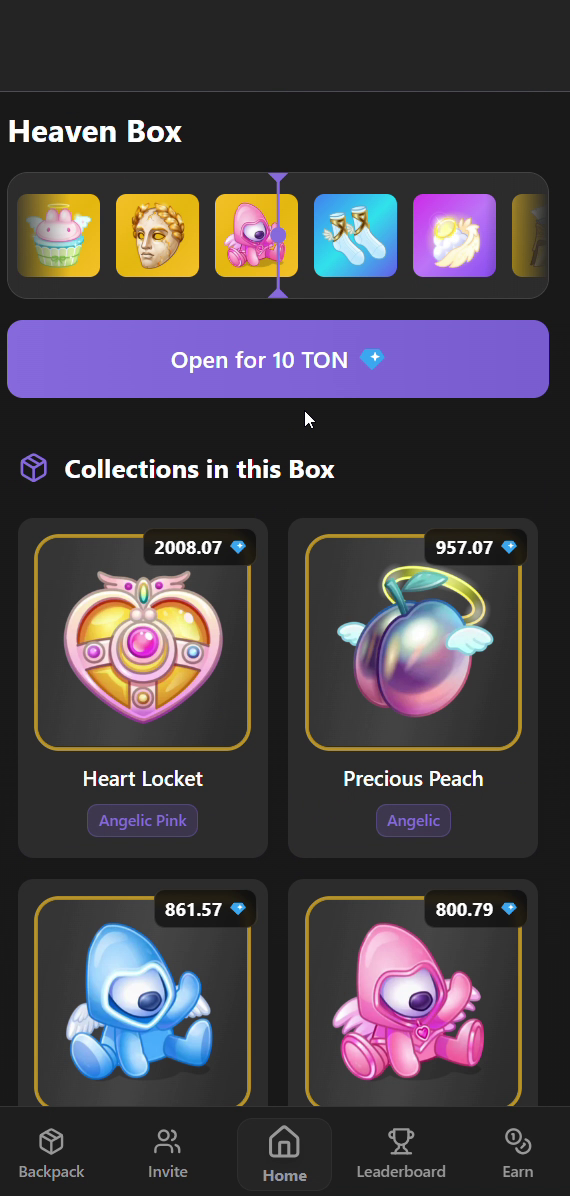 Heaven Box
Open for 10 TON
Collections in this Box
2008.07
957.07
Heart Locket
Precious Peach
Angelic Pink
Angelic
861.57
800.79
Backpack
Invite
Home
Leaderboard
Earn